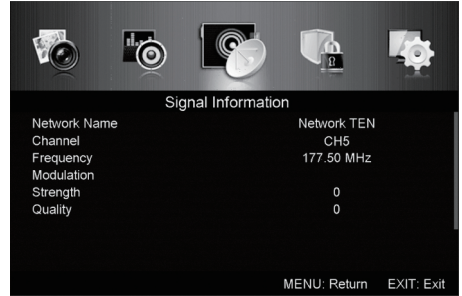 Signal Information
Network Name Network TEN
Channel CH5
Frequency 177.50 MHz
Modulation
Strength 0
Quality 0
MENU: Return EXIT: Exit